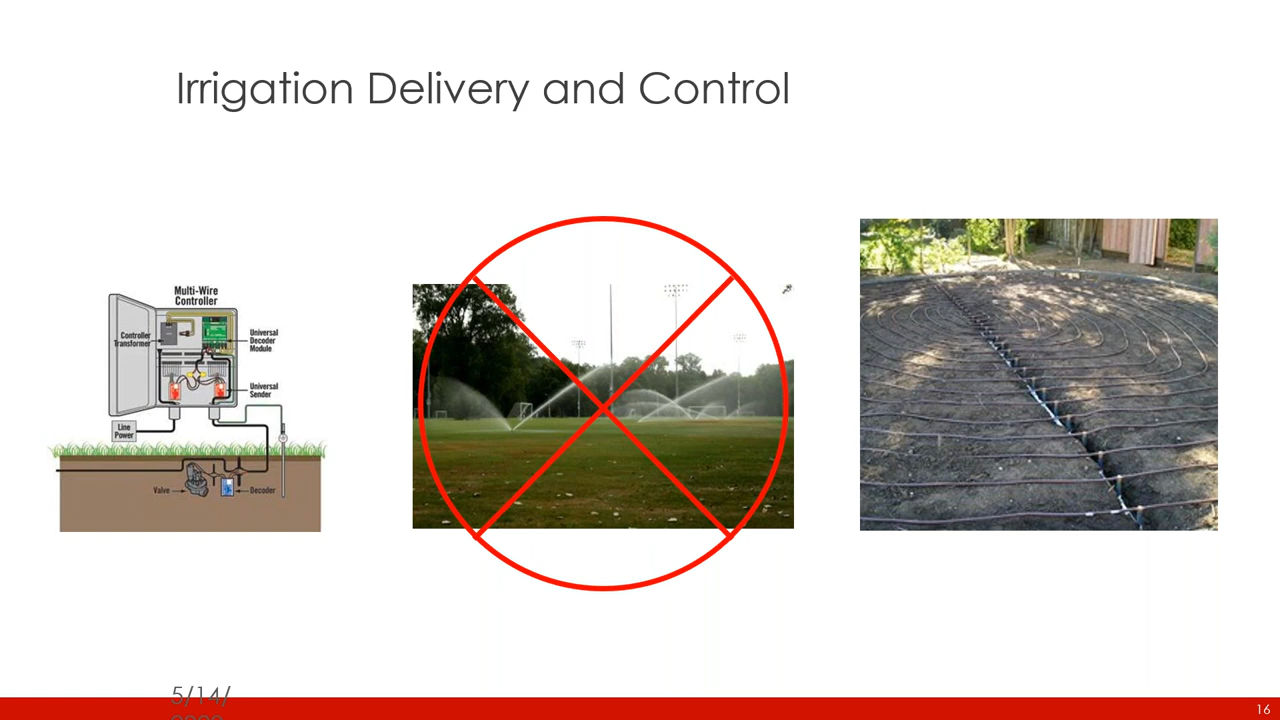 Irrigation Delivery and Control
Multi-Wire
Controller
Controller
Transformer
Universal
Decoder
Module
Universal
Sender
Line
Power
Valve
Decoder
5/14/
16